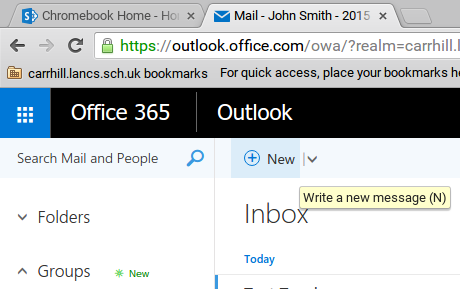 Chromebook Home - Ho
Mail - John Smith - 2015
https://outlook.office.com/owa/?realm=carrhill.
carrhill.lancs.sch.uk bookmarks
For quick access, place your bookmarks
Office 365
Outlook
Search Mail and People
New
Write a new message (N)
Folders
Inbox
Today
Groups
New